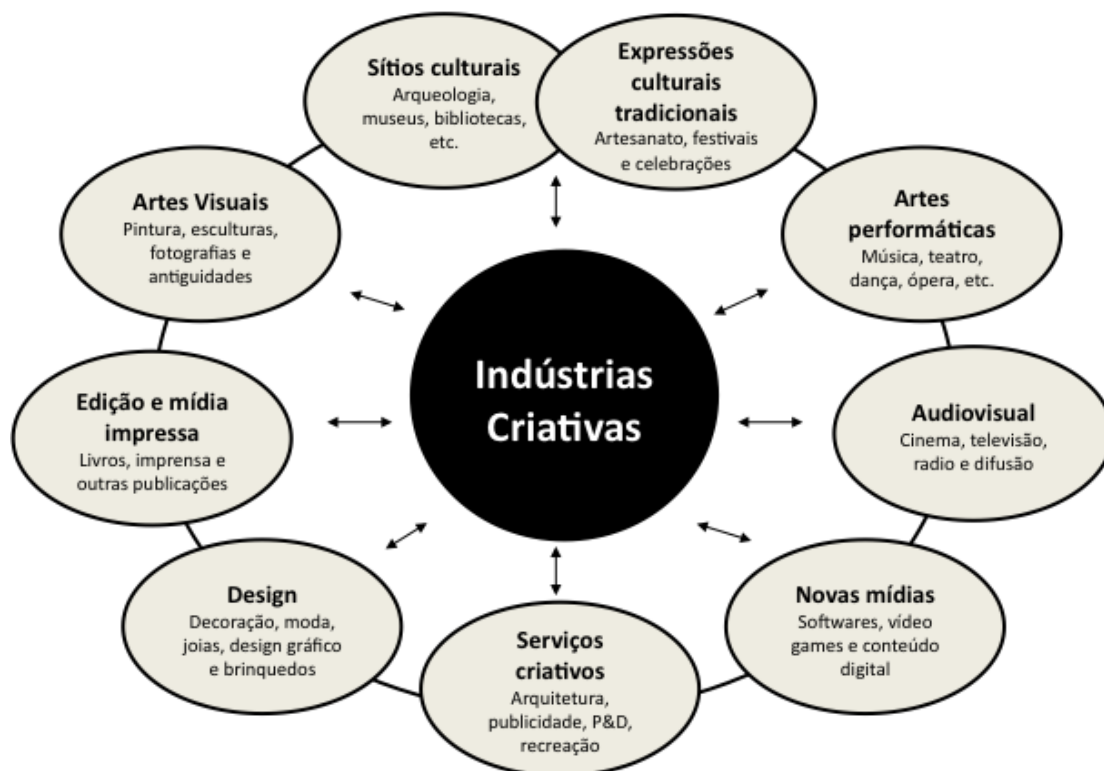 Sítios culturais
Arqueologia,
museus, bibliotecas,
etc.
Expressões
culturais
tradicionais
Artesanato, festivais
e celebrações
Artes Visuais
Pintura, esculturas,
fotografias e
antiguidades
Artes
performáticas
Música, teatro,
dança, ópera, etc.
Indústrias
Criativas
Edição e mídia
impressa
Livros, imprensa e
outras publicações
Audiovisual
Cinema, televisão,
radio e difusão
Design
Decoração, moda,
joias, design gráfico
e brinquedos
Serviços
criativos
Arquitetura,
publicidade, P&D,
recreação
Novas mídias
Softwares, vídeo
games e conteúdo
digital